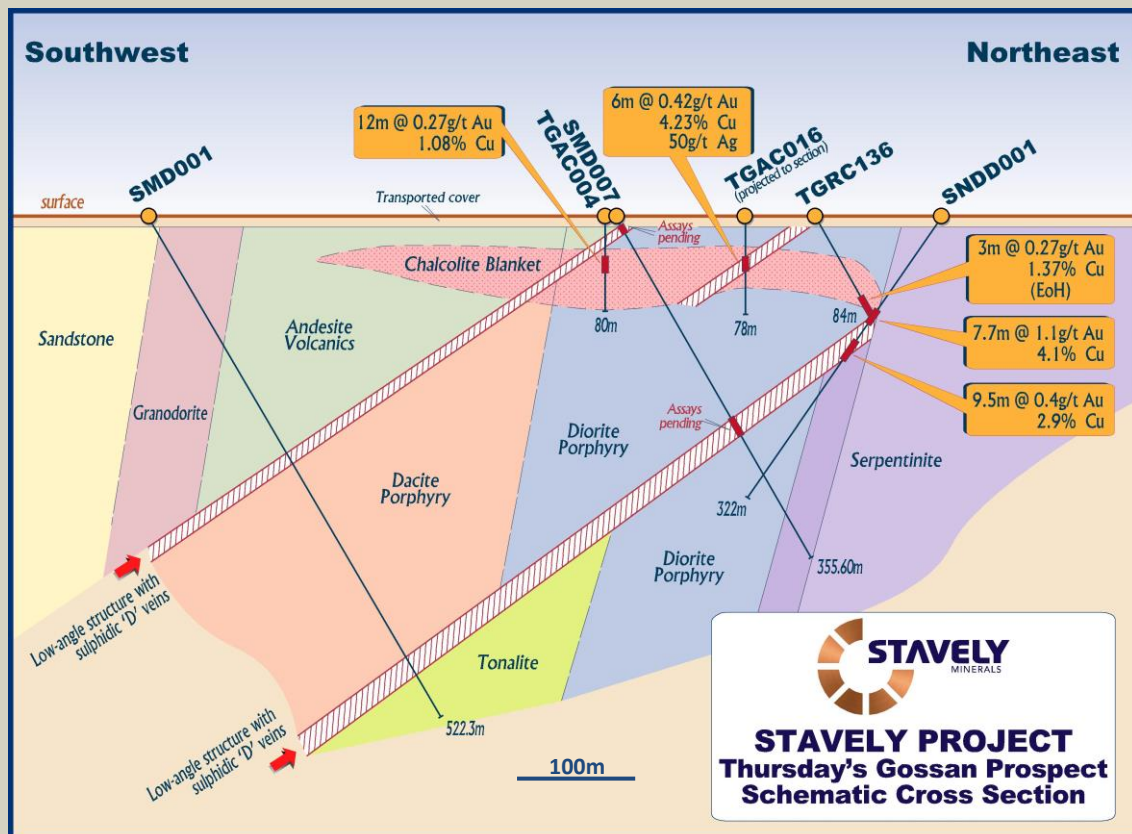 Southwest
Northeast
12m @ 0.27g/t Au
1.08% Cu
6m @ 0.42g/t Au
4.23% Cu
50g/t Ag
SMD001
TGAC004
SMD007
TGAC016
(projected to section)
TGRC136
SNDD001
surface
Transported cover
Assays
pending
Chalcolite Blanket
3m @ 0.27g/t Au
1.37% Cu
(EoH)
Sandstone
Andesite
Volcanics
80m
78m
84m
7.7m @ 1.1g/t Au
4.1% Cu
Granodorite
9.5m @ 0.4g/t Au
2.9% Cu
Assays
pending
Diorite
Porphyry
Serpentinite
Dacite
Porphyry
322m
Diorite
Porphyry
355.60m
Low-angle structure with
sulphidic 'D' veins
Tonalite
522.3m
Low-angle structure with
sulphidic 'D' veins
100m
STAVELY
MINERALS
STAVELY PROJECT
Thursday's Gossan Prospect
Schematic Cross Section